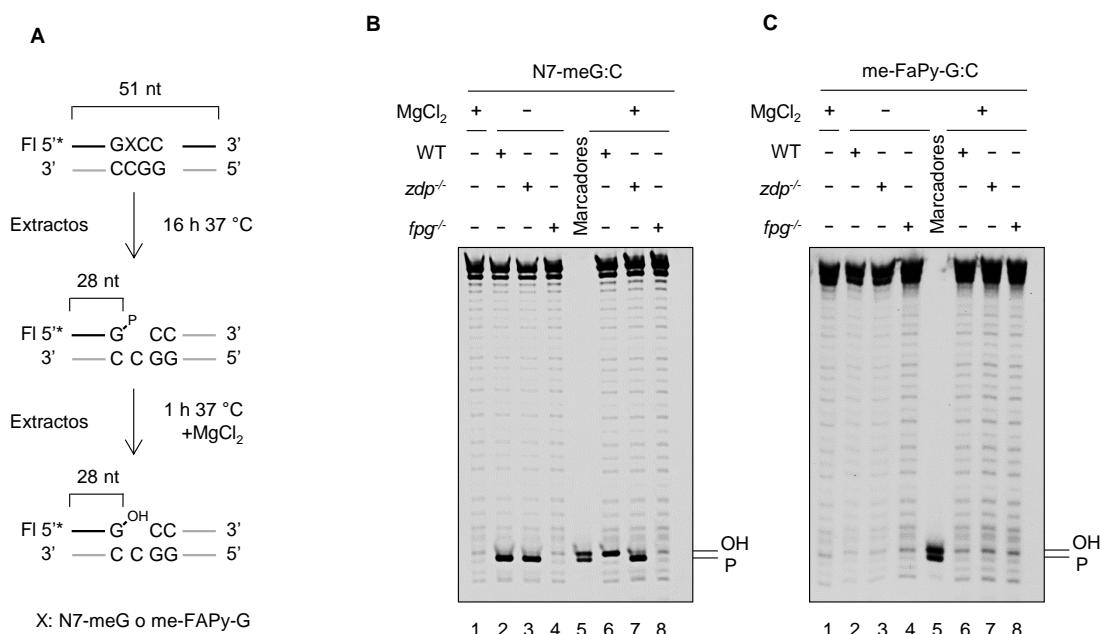 A
51 nt
Fl 5'* GXCC 3'
3' CCGG 5'
Extractos 16 h 37 °C
28 nt
Fl 5'* G P CC 3'
3' C C GG 5'
Extractos 1 h 37 °C
+MgCl2
28 nt
Fl 5'* G OH CC 3'
3' C C GG 5'
X: N7-meG o me-FAPy-G
B
N7-meG:C
MgCl2 + − +
WT − + − − + − −
zdp-/- − − + − − + −
fpg-/- − − − + − − +
Marcadores
OH
P
1 2 3 4 5 6 7 8
C
me-FaPy-G:C
MgCl2 + − +
WT − + − − + − −
zdp-/- − − + − − + −
fpg-/- − − − + − − +
Marcadores
OH
P
1 2 3 4 5 6 7 8